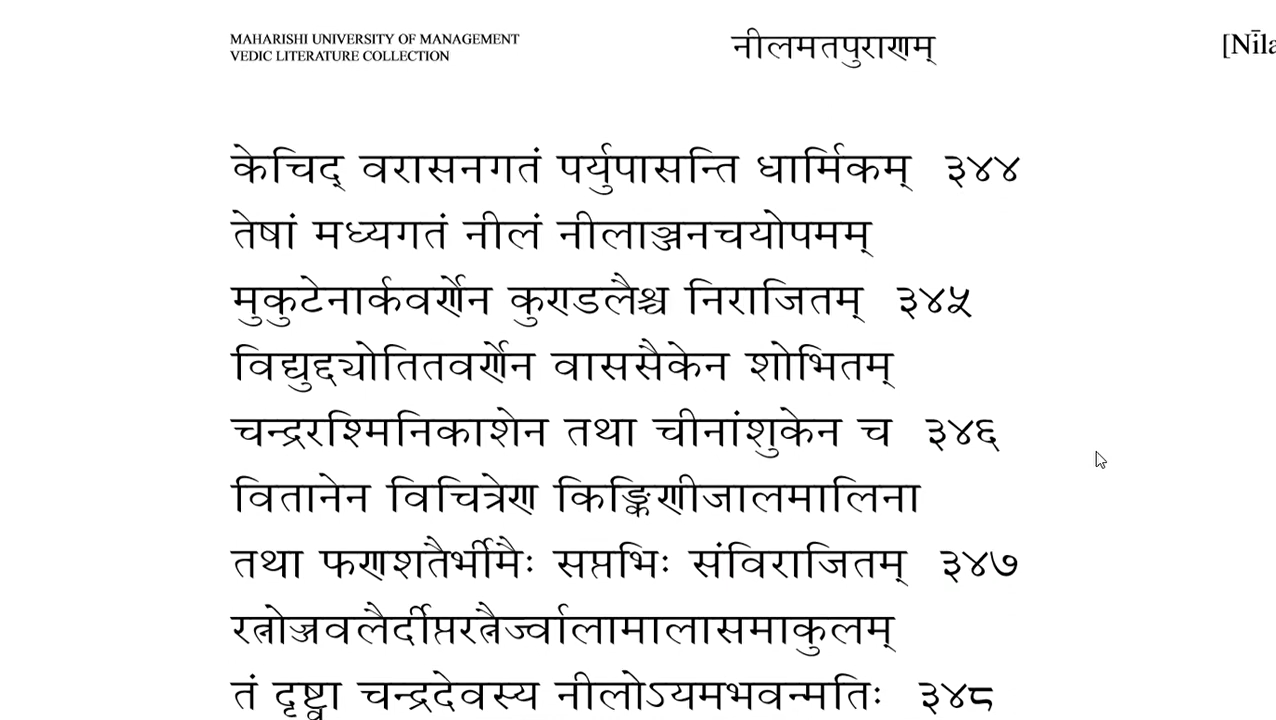 MAHARISHI UNIVERSITY OF MANAGEMENT
VEDIC LITERATURE COLLECTION
नीलमतपुराणम्
[Nīla
केचिद् वरासनगतं पर्युपासन्ति धार्मिकम् ३४४
तेषां मध्यगतं नीलं नीलाञ्जनचयोपमम्
मुकुटेनार्कवर्णेन कुण्डलैश्च निराजितम् ३४५
विद्युद्द्योतितवर्णेन वाससैकेन शोभितम्
चन्द्ररश्मिनिकाशेन तथा चीनांशुकेन च ३४६
वितानेन विचित्रेण किङ्किणीजालमालिना
तथा फणशतैर्भीमैः सप्तभिः संविराजितम् ३४७
रत्नोज्जवलैर्दीप्तरत्नैर्ज्वालामालासमाकुलम्
तं दृष्ट्वा चन्द्रदेवस्य नीलोऽयमभवन्मतिः ३४८